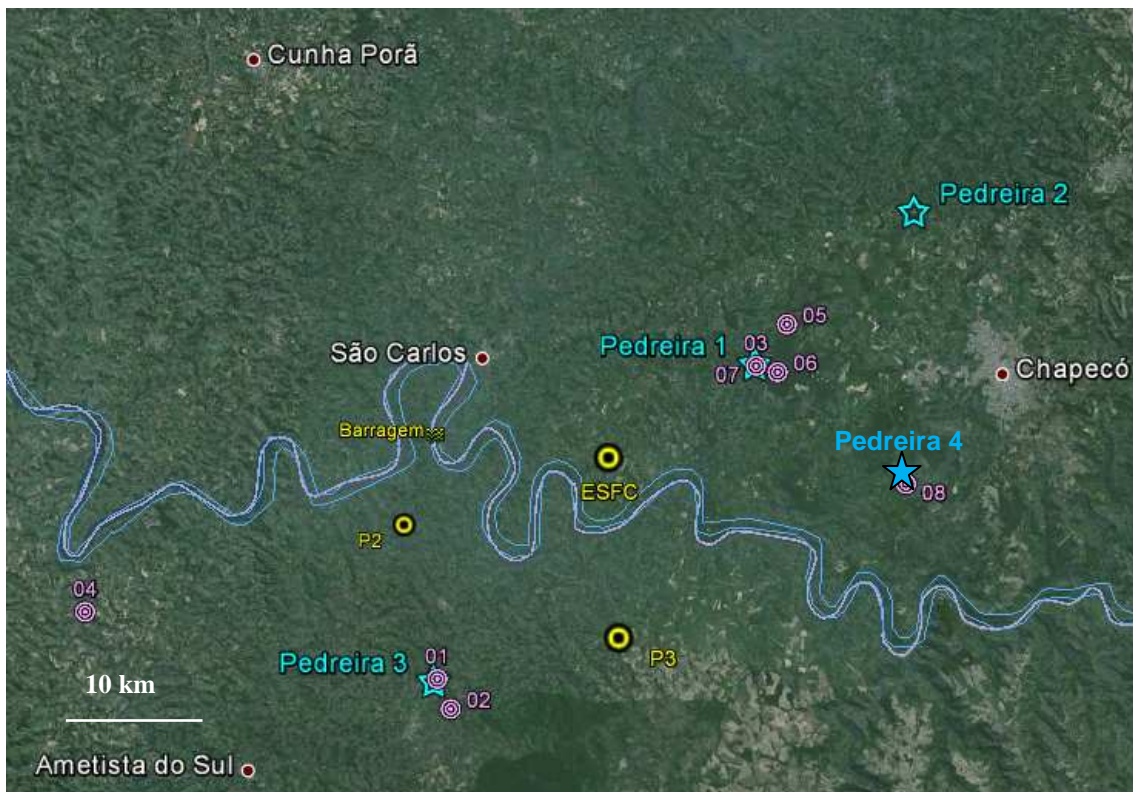 Cunha Porã
Pedreira 2
05
São Carlos
Pedreira 1
03
07
06
Chapecó
Barragem
Pedreira 4
ESFC
08
P2
04
Pedreira 3
01
P3
02
10 km
Ametista do Sul